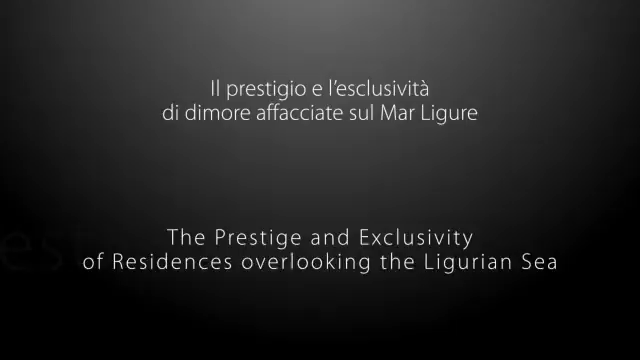 Il prestigio e l’esclusività
di dimore affacciate sul Mar Ligure
The Prestige and Exclusivity
of Residences overlooking the Ligurian Sea